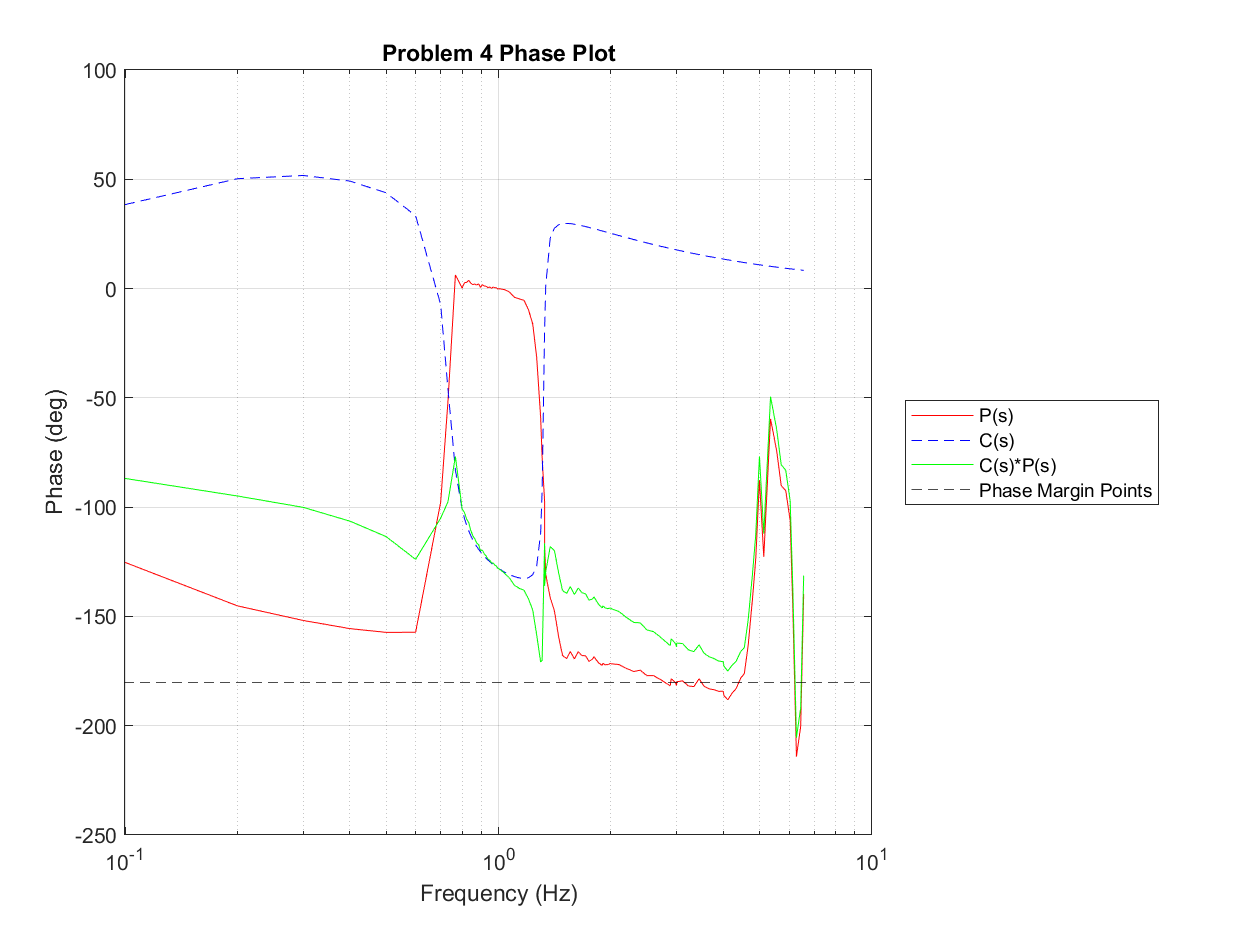 Problem 4 Phase Plot
100
50
0
-50
-100
-150
-200
-250
Phase (deg)
10^-1
10^0
10^1
Frequency (Hz)
P(s)
C(s)
C(s)*P(s)
Phase Margin Points